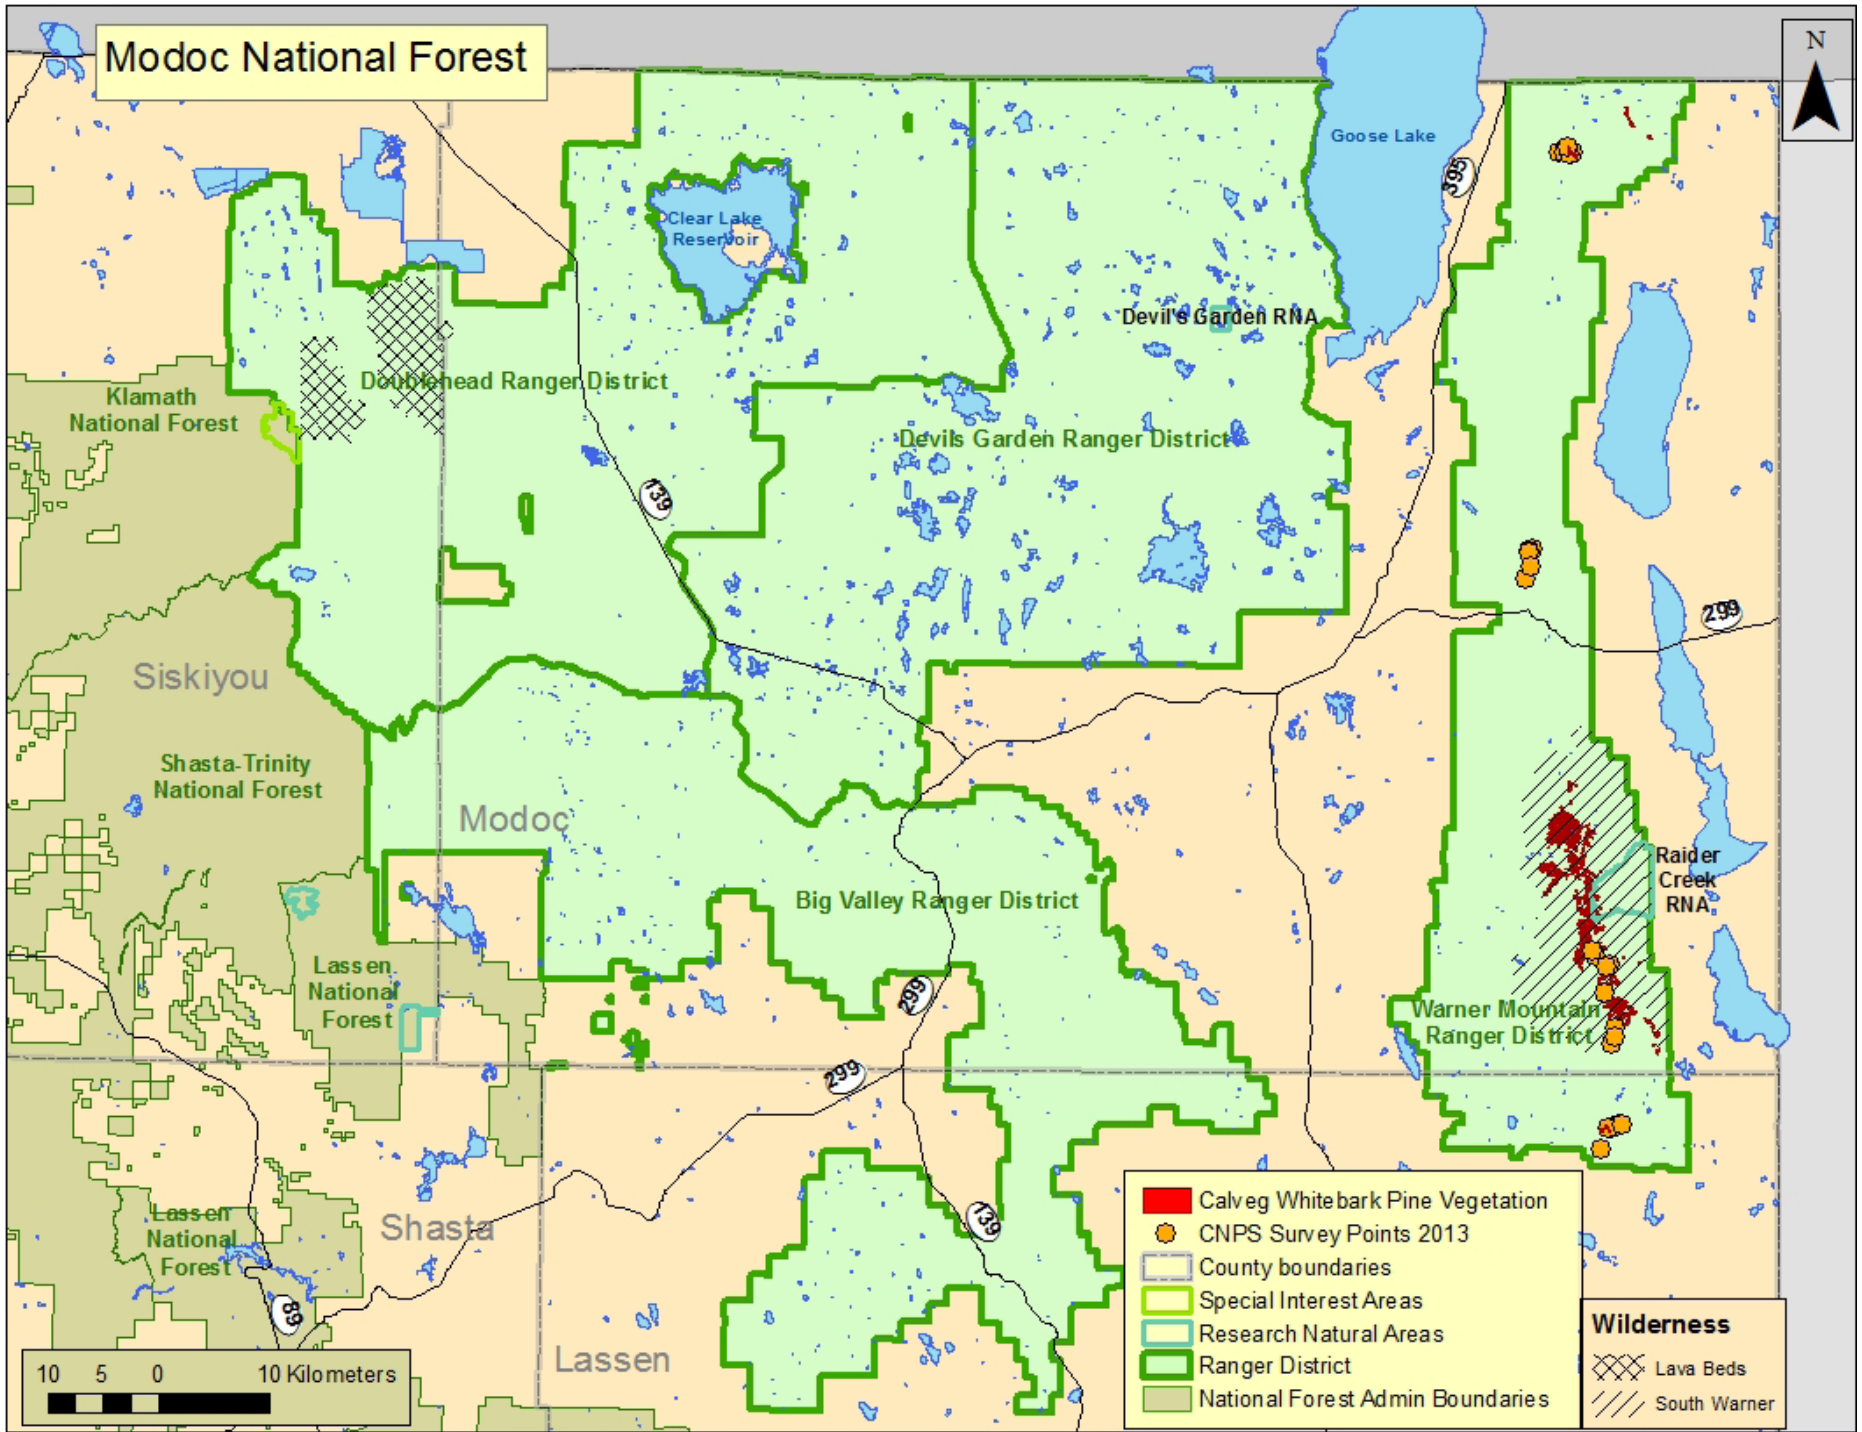 Modoc National Forest
N
Goose Lake
395
Clear Lake
Reservoir
Devil's Garden RNA
Doublehead Ranger District
Klamath
National Forest
Devils Garden Ranger District
139
299
Siskiyou
Shasta-Trinity
National Forest
Modoc
Raider
Creek
RNA
Big Valley Ranger District
Lassen
National
Forest
299
Warner Mountain
Ranger District
299
139
Shasta
Lassen
National
Forest
89
Lassen
10 5 0 10 Kilometers
Calveg Whitebark Pine Vegetation
CNPS Survey Points 2013
County boundaries
Special Interest Areas
Research Natural Areas
Ranger District
National Forest Admin Boundaries
Wilderness
Lava Beds
South Warner